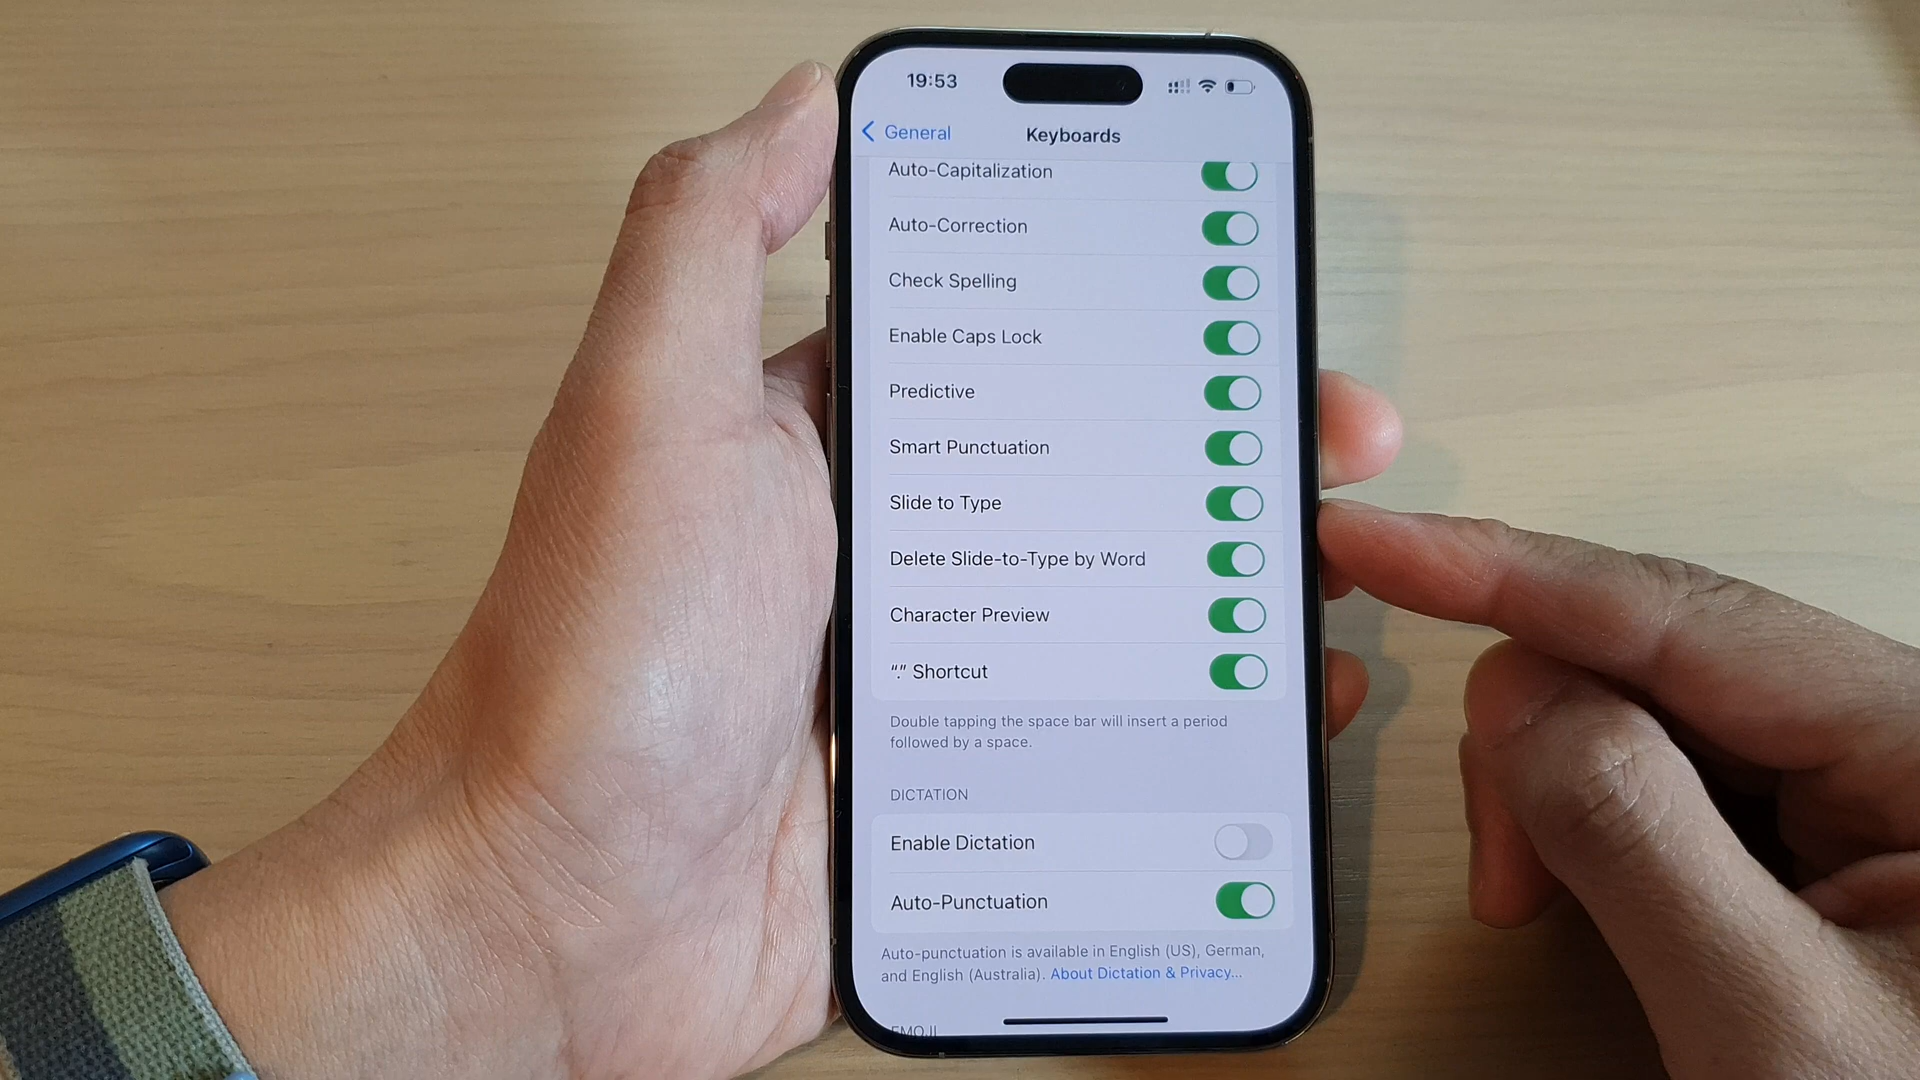 19:53
General
Keyboards
Auto-Capitalization
Auto-Correction
Check Spelling
Enable Caps Lock
Predictive
Smart Punctuation
Slide to Type
Delete Slide-to-Type by Word
Character Preview
“.” Shortcut
Double tapping the space bar will insert a period
followed by a space.
DICTATION
Enable Dictation
Auto-Punctuation
Auto-punctuation is available in English (US), German,
and English (Australia). About Dictation & Privacy...
EMOJI